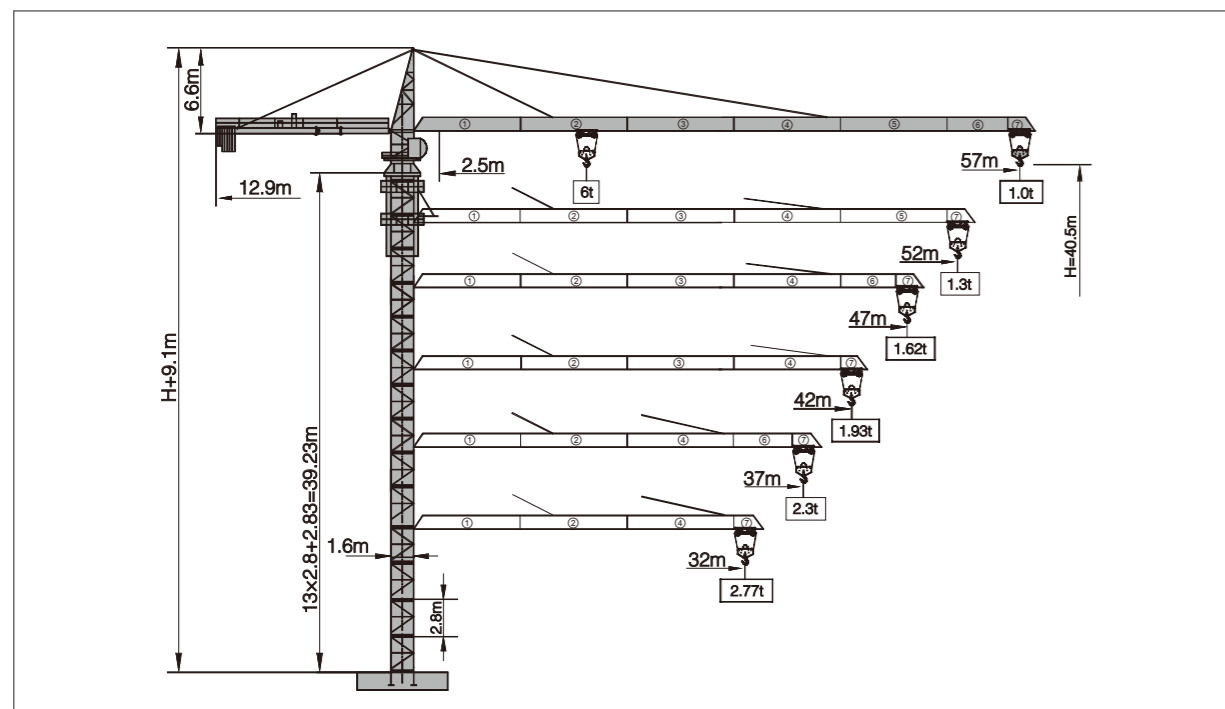 6.6m
① ② ③ ④ ⑤ ⑥ ⑦
12.9m
2.5m
6t
57m
1.0t
① ② ③ ④ ⑤ ⑦
52m
1.3t
H=40.5m
① ② ③ ④ ⑥ ⑦
47m
1.62t
H+9.1m
① ② ③ ④ ⑦
42m
1.93t
13×2.8+2.83=39.23m
① ② ④ ⑥ ⑦
37m
2.3t
① ② ④ ⑦
1.6m
32m
2.77t
2.8m